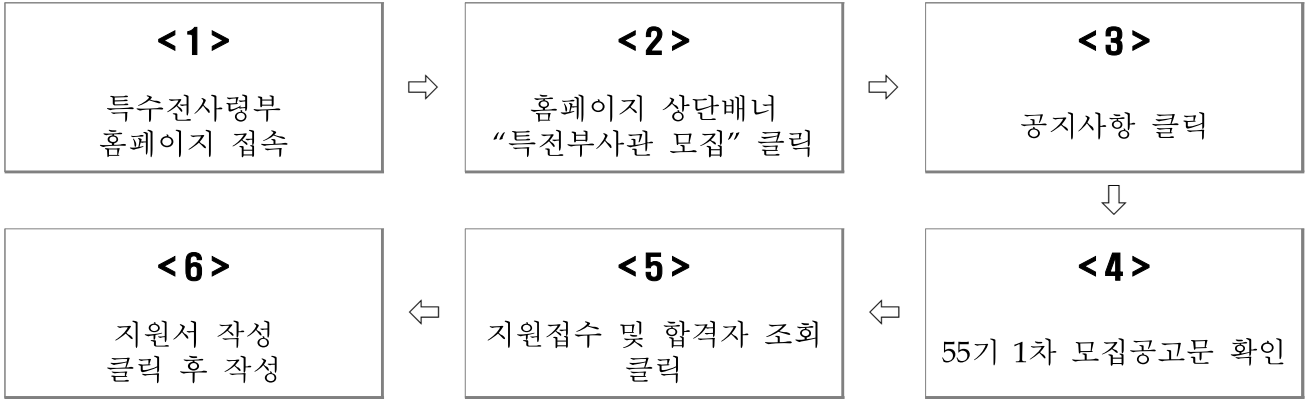 <1>
특수전사령부
홈페이지 접속
⇨
<2>
홈페이지 상단배너
“특전부사관 모집” 클릭
⇨
<3>
공지사항 클릭
⇩
<4>
55기 1차 모집공고문 확인
⇦
<5>
지원접수 및 합격자 조회
클릭
⇦
<6>
지원서 작성
클릭 후 작성